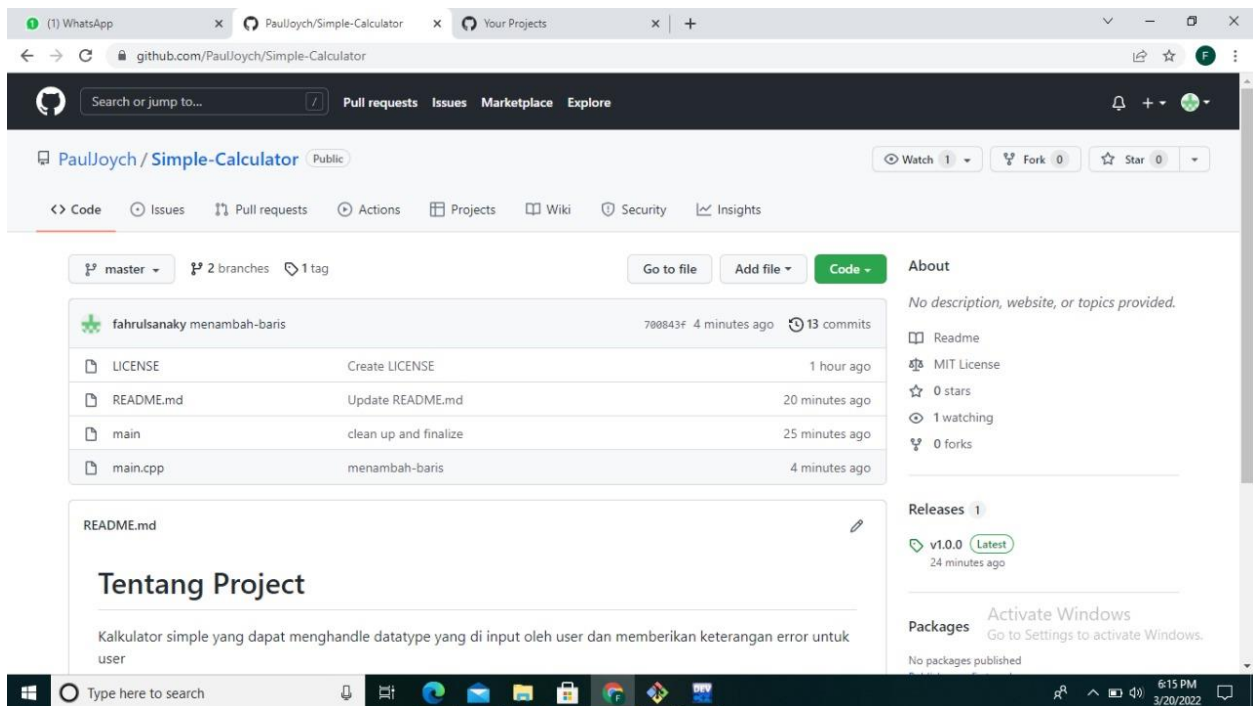 (1) WhatsApp
PaulJoych/Simple-Calculator
Your Projects
github.com/PaulJoych/Simple-Calculator
F
Search or jump to...
/
Pull requests Issues Marketplace Explore
PaulJoych / Simple-Calculator Public
Watch 1
Fork 0
Star 0
Code
Issues
Pull requests
Actions
Projects
Wiki
Security
Insights
master
2 branches
1 tag
Go to file
Add file
Code
fahrulsanaky menambah-baris
700843f 4 minutes ago 13 commits
LICENSE Create LICENSE 1 hour ago
README.md Update README.md 20 minutes ago
main clean up and finalize 25 minutes ago
main.cpp menambah-baris 4 minutes ago
README.md
Tentang Project
Kalkulator simple yang dapat menghandle datatype yang di input oleh user dan memberikan keterangan error untuk
user
About
No description, website, or topics provided.
Readme
MIT License
0 stars
1 watching
0 forks
Releases 1
v1.0.0 Latest
24 minutes ago
Packages
No packages published
Activate Windows
Go to Settings to activate Windows.
Type here to search
DEV
6:15 PM
3/20/2022